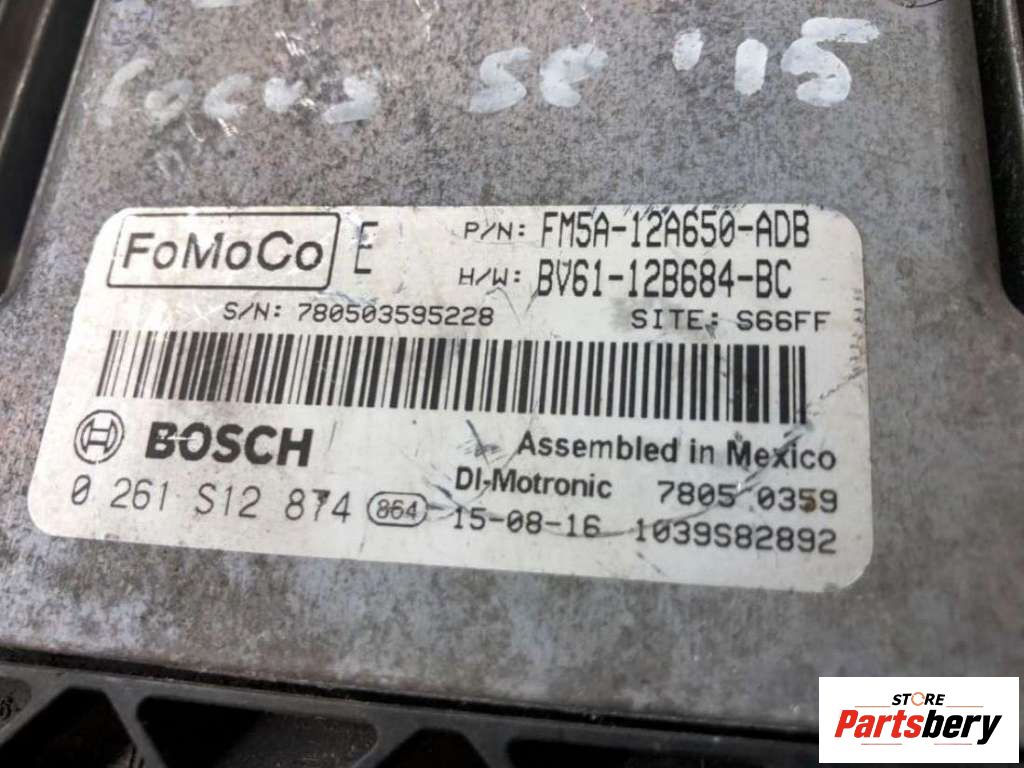 Focus SE '15
FoMoCo E P/N: FM5A-12A650-ADB
H/W: BV61-12B684-BC
S/N: 780503595228 SITE: S66FF
BOSCH Assembled in Mexico
DI-Motronic 7805 0359
0 261 S12 874 864 15-08-16 1039S82892
STORE
Partsbery